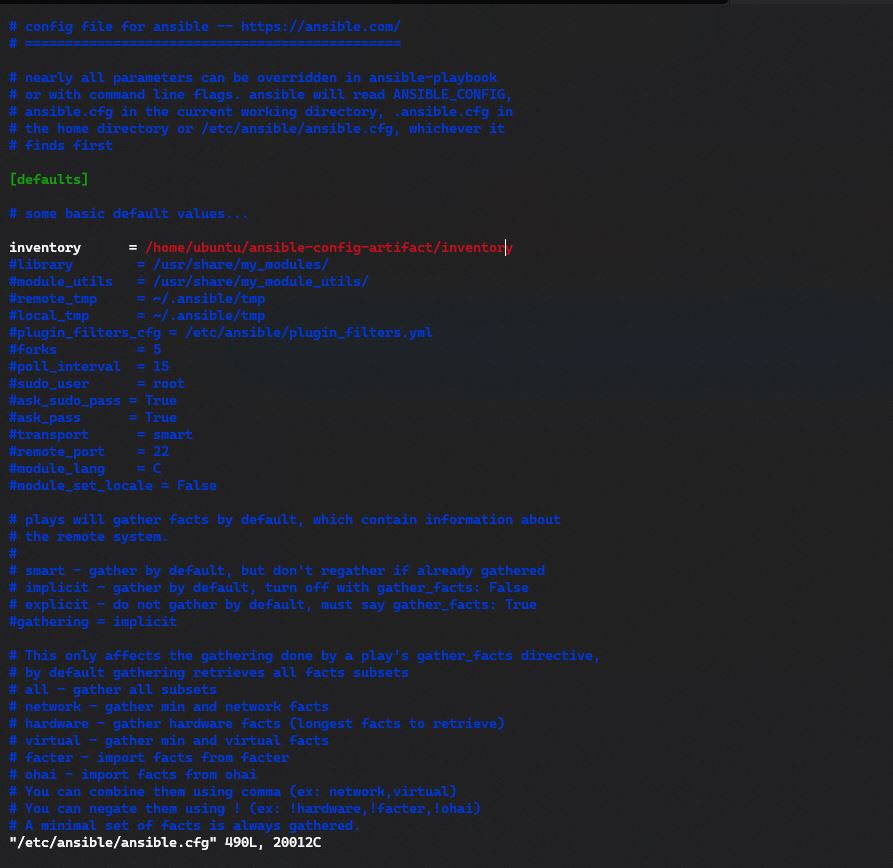 # config file for ansible -- https://ansible.com/
# ===============================================
# nearly all parameters can be overridden in ansible-playbook
# or with command line flags. ansible will read ANSIBLE_CONFIG,
# ansible.cfg in the current working directory, .ansible.cfg in
# the home directory or /etc/ansible/ansible.cfg, whichever it
# finds first
[defaults]
# some basic default values...
inventory      = /home/ubuntu/ansible-config-artifact/inventory
#library        = /usr/share/my_modules/
#module_utils   = /usr/share/my_module_utils/
#remote_tmp     = ~/.ansible/tmp
#local_tmp      = ~/.ansible/tmp
#plugin_filters_cfg = /etc/ansible/plugin_filters.yml
#forks          = 5
#poll_interval  = 15
#sudo_user      = root
#ask_sudo_pass = True
#ask_pass      = True
#transport      = smart
#remote_port    = 22
#module_lang    = C
#module_set_locale = False
# plays will gather facts by default, which contain information about
# the remote system.
#
# smart - gather by default, but don't regather if already gathered
# implicit - gather by default, turn off with gather_facts: False
# explicit - do not gather by default, must say gather_facts: True
#gathering = implicit
# This only affects the gathering done by a play's gather_facts directive,
# by default gathering retrieves all facts subsets
# all - gather all subsets
# network - gather min and network facts
# hardware - gather hardware facts (longest facts to retrieve)
# virtual - gather min and virtual facts
# facter - import facts from facter
# ohai - import facts from ohai
# You can combine them using comma (ex: network,virtual)
# You can negate them using ! (ex: !hardware,!facter,!ohai)
# A minimal set of facts is always gathered.
"/etc/ansible/ansible.cfg" 490L, 20012C